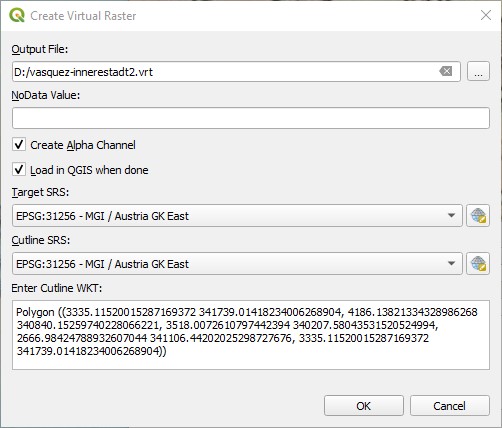 Create Virtual Raster
Output File:
D:/vasquez-innerestadt2.vrt
...
NoData Value:
Create Alpha Channel
Load in QGIS when done
Target SRS:
EPSG:31256 - MGI / Austria GK East
Cutline SRS:
EPSG:31256 - MGI / Austria GK East
Enter Cutline WKT:
Polygon ((3335.11520015287169372 341739.01418234006268904, 4186.13821334328986268
340840.15259740228066221, 3518.0072610797442394 340207.58043531520524994,
2666.98424788932607044 341106.44202025298727676, 3335.11520015287169372
341739.01418234006268904))
OK
Cancel